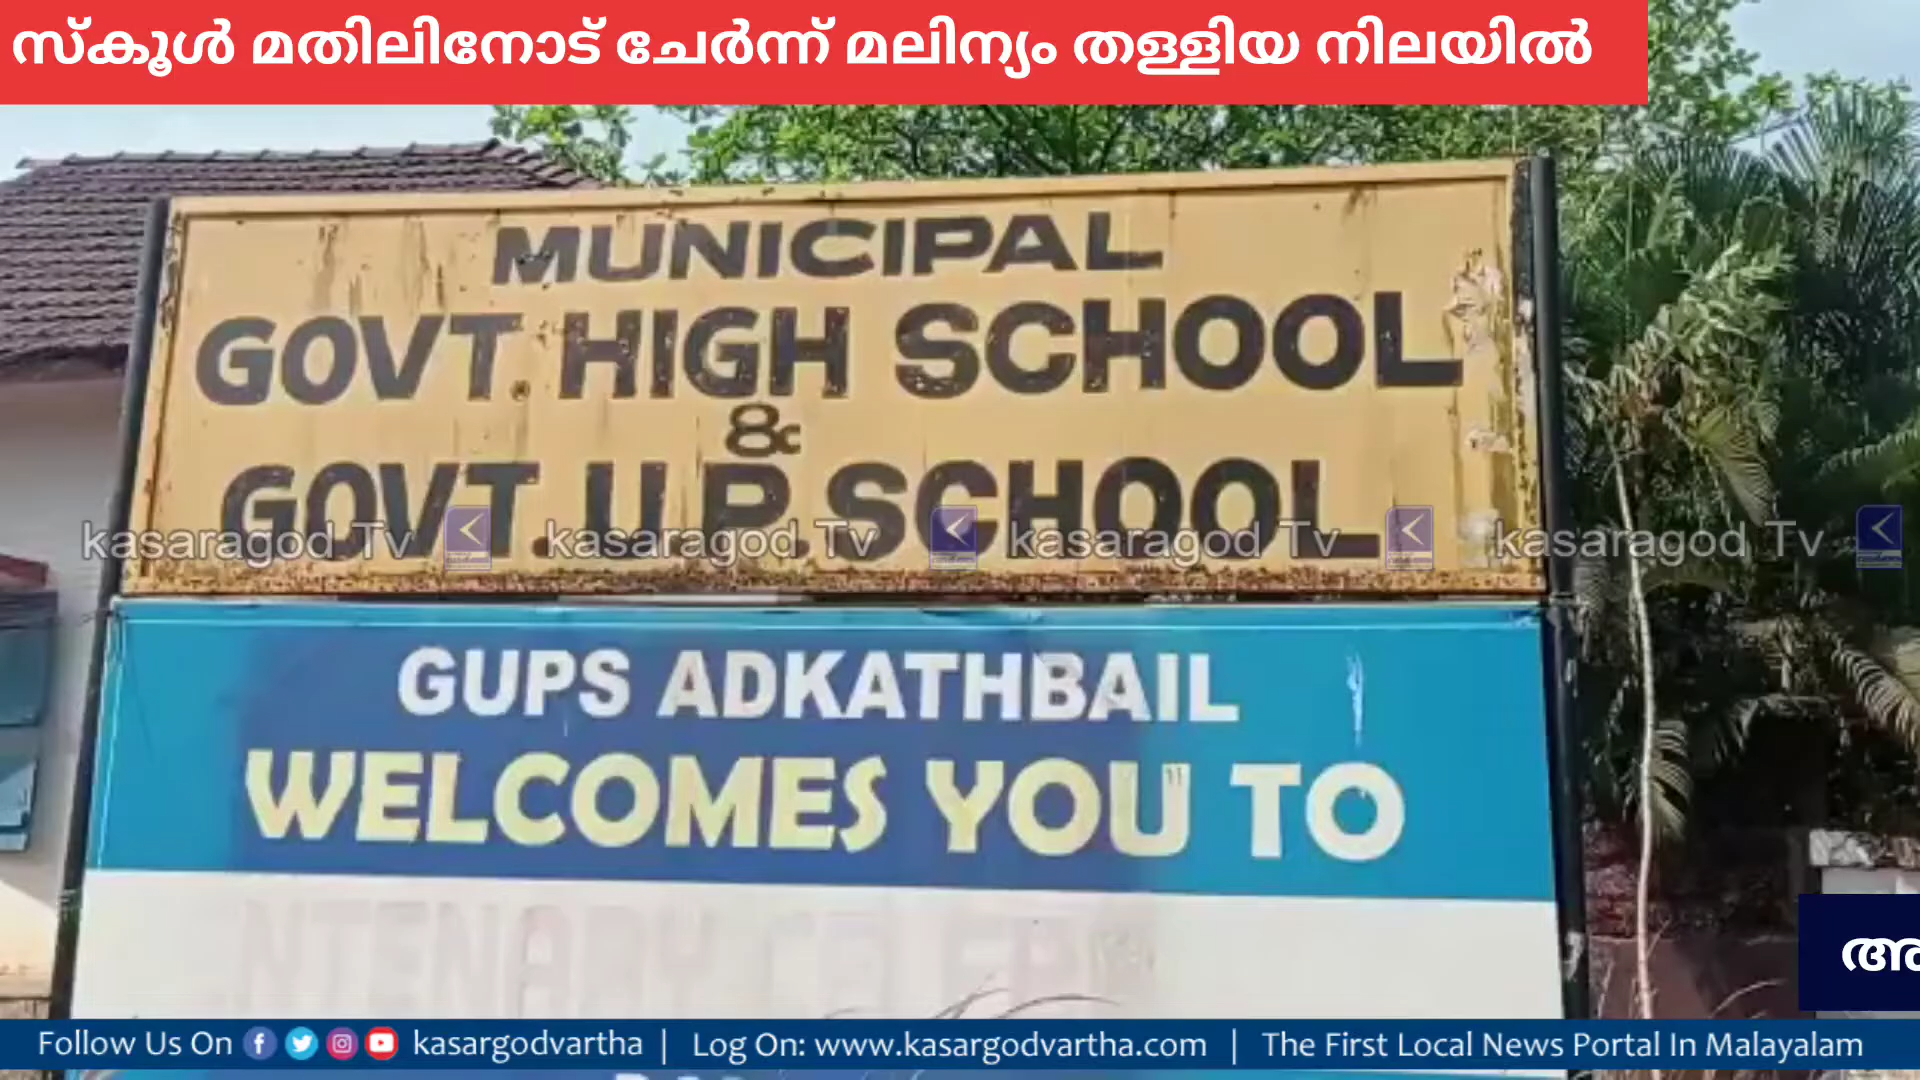 സ്കൂൾ മതിലിനോട് ചേർന്ന് മലിന്യം തള്ളിയ നിലയിൽ
MUNICIPAL
GOVT. HIGH SCHOOL
&
GOVT. U.P. SCHOOL
kasaragod Tv kasaragod Tv kasaragod Tv kasaragod Tv
GUPS ADKATHBAIL
WELCOMES YOU TO
NTENARY CELEBR
അ
Follow Us On kasargodvartha | Log On: www.kasargodvartha.com | The First Local News Portal In Malayalam